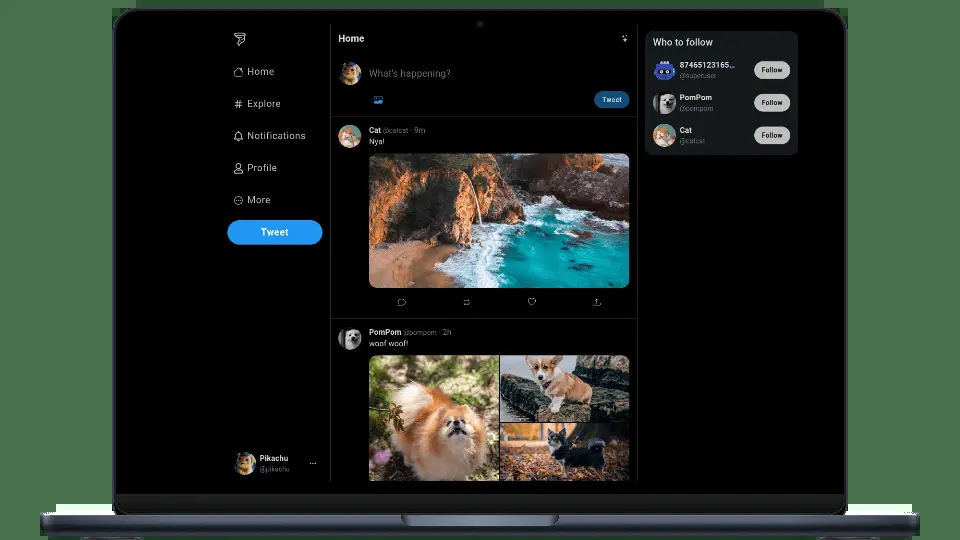 Home
Explore
Notifications
Profile
More
Tweet
Pikachu
@pikachu
Home
What's happening?
Tweet
Cat @catcat · 9m
Nya!
PomPom @pompom · 2h
woof woof!
Who to follow
87465123165...
@superuser
Follow
PomPom
@pompom
Follow
Cat
@catcat
Follow